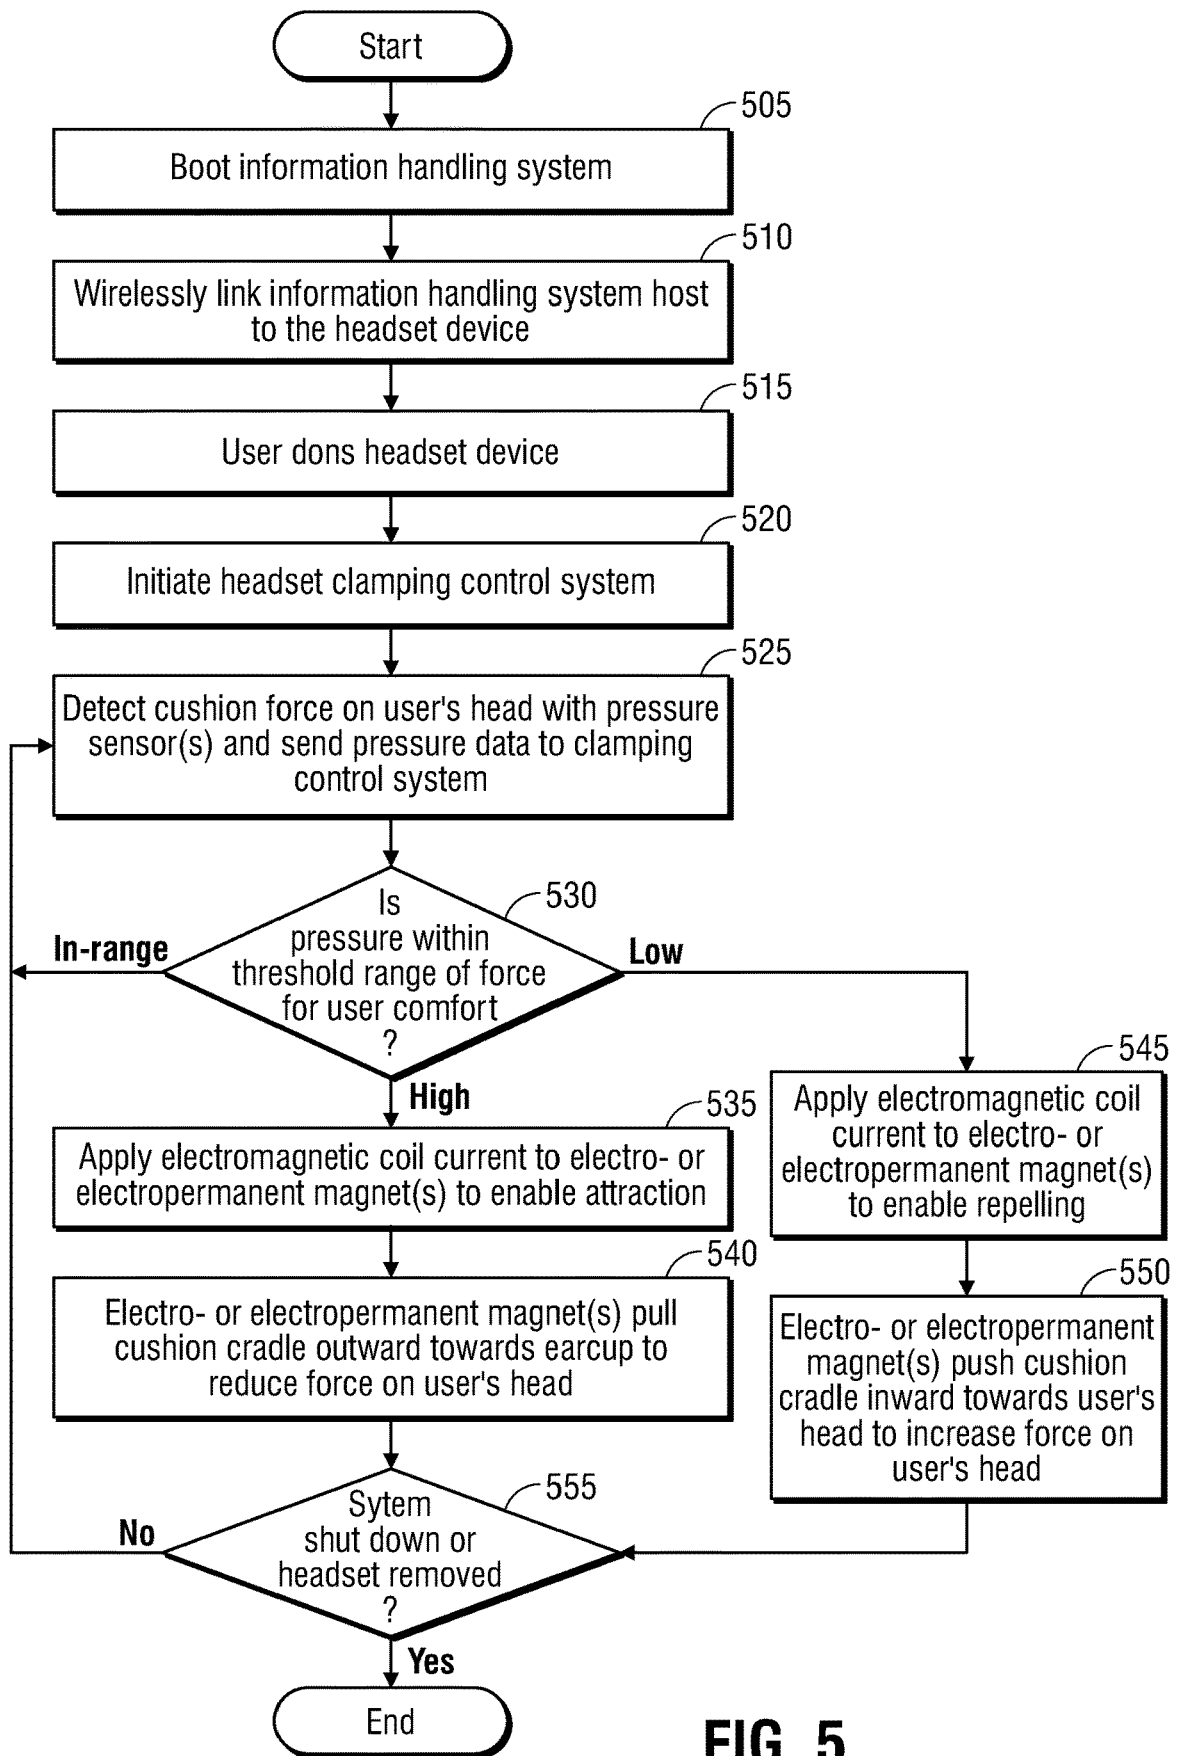 Start
505
Boot information handling system
510
Wirelessly link information handling system host
to the headset device
515
User dons headset device
520
Initiate headset clamping control system
525
Detect cushion force on user's head with pressure
sensor(s) and send pressure data to clamping
control system
530
Is
pressure within
threshold range of force
for user comfort
?
In-range
Low
High
535
Apply electromagnetic coil current to electro- or
electropermanent magnet(s) to enable attraction
540
Electro- or electropermanent magnet(s) pull
cushion cradle outward towards earcup to
reduce force on user's head
545
Apply electromagnetic coil
current to electro- or
electropermanent magnet(s)
to enable repelling
550
Electro- or electropermanent
magnet(s) push cushion
cradle inward towards user's
head to increase force on
user's head
555
Sytem
shut down or
headset removed
?
No
Yes
End
FIG. 5